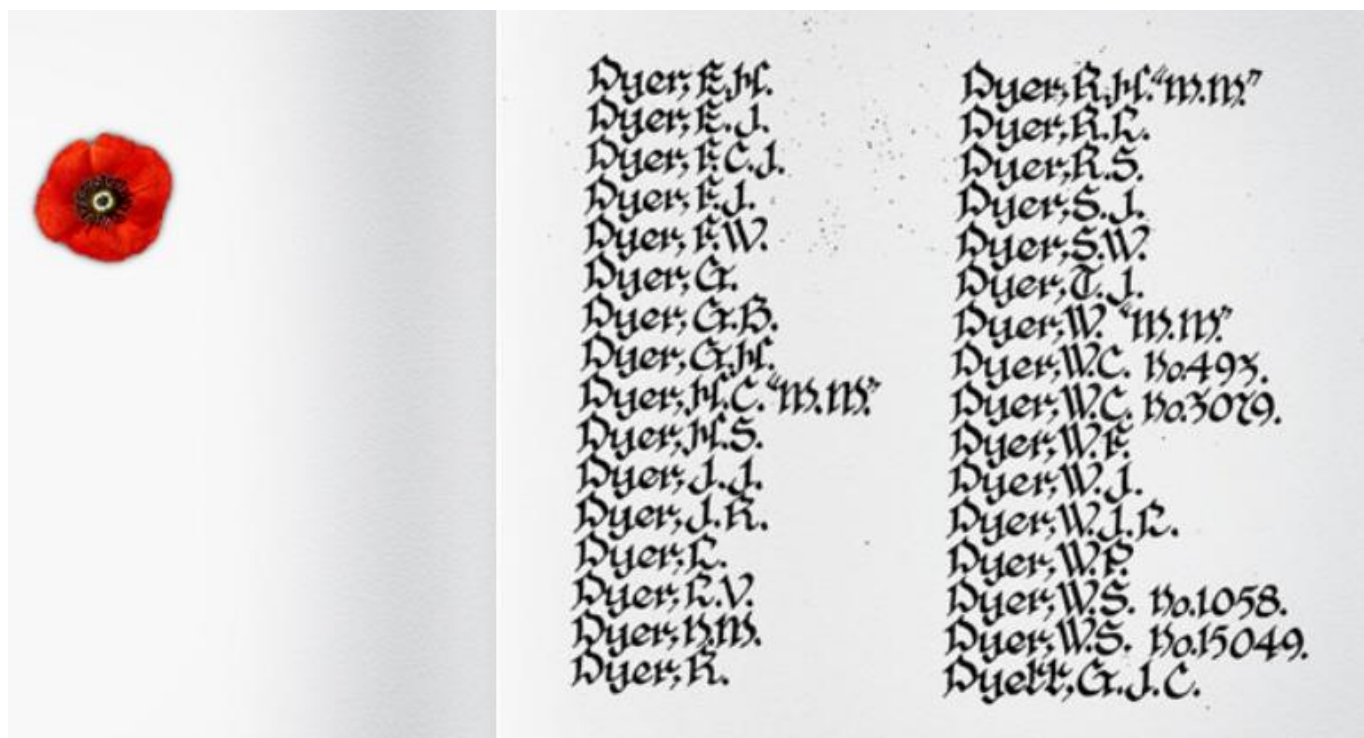 Dyer, E.H.
Dyer, E.J.
Dyer, F.C.J.
Dyer, F.J.
Dyer, F.W.
Dyer, G.
Dyer, G.B.
Dyer, G.H.
Dyer, H.C. "M.M."
Dyer, H.S.
Dyer, J.J.
Dyer, J.R.
Dyer, L.
Dyer, L.V.
Dyer, N.M.
Dyer, R.
Dyer, R.H. "M.M."
Dyer, R.L.
Dyer, R.S.
Dyer, S.J.
Dyer, S.W.
Dyer, T.J.
Dyer, W. "M.M."
Dyer, W.C. No.493.
Dyer, W.C. No.3079.
Dyer, W.F.
Dyer, W.J.
Dyer, W.J.L.
Dyer, W.P.
Dyer, W.S. No.1058.
Dyer, W.S. No.15049.
Dyett, G.J.C.